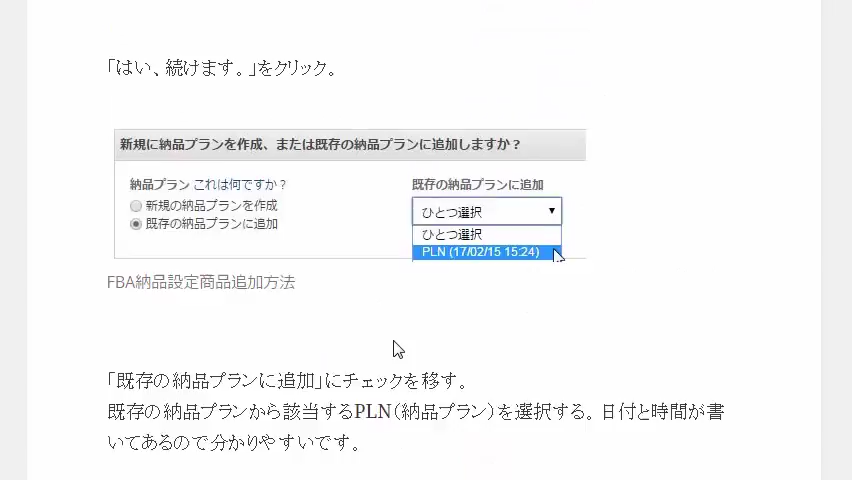 「はい、続けます。」をクリック。
新規に納品プランを作成、または既存の納品プランに追加しますか？
納品プラン これは何ですか？
新規の納品プランを作成
既存の納品プランに追加
既存の納品プランに追加
ひとつ選択
ひとつ選択
PLN (17/02/15 15:24)
FBA納品設定商品追加方法
「既存の納品プランに追加」にチェックを移す。
既存の納品プランから該当するPLN（納品プラン）を選択する。日付と時間が書
いてあるので分かりやすいです。